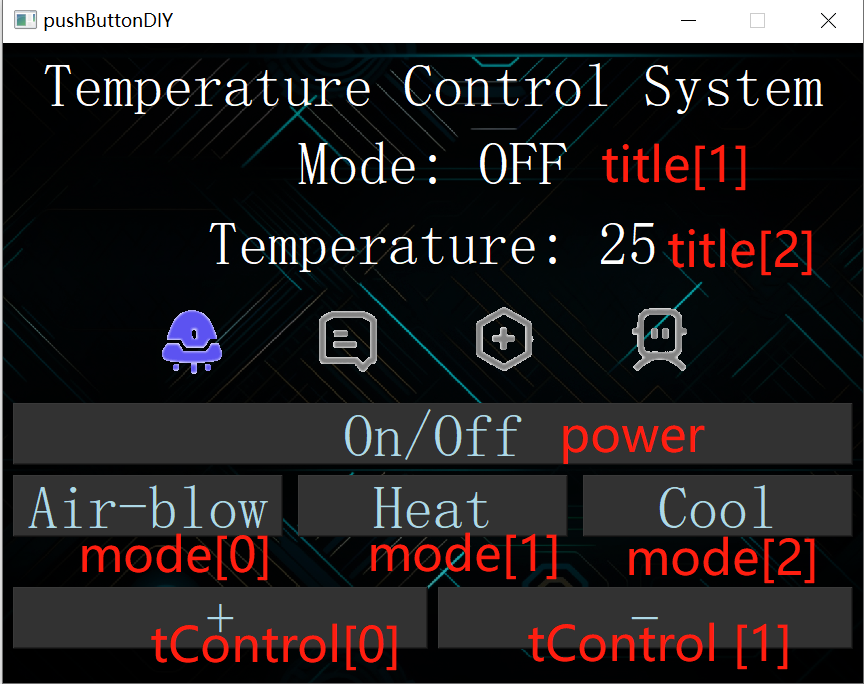 pushButtonDIY
Temperature Control System
Mode: OFF title[1]
Temperature: 25 title[2]
On/Off power
Air-blow Heat Cool
mode[0] mode[1] mode[2]
+ -
tControl[0] tControl [1]